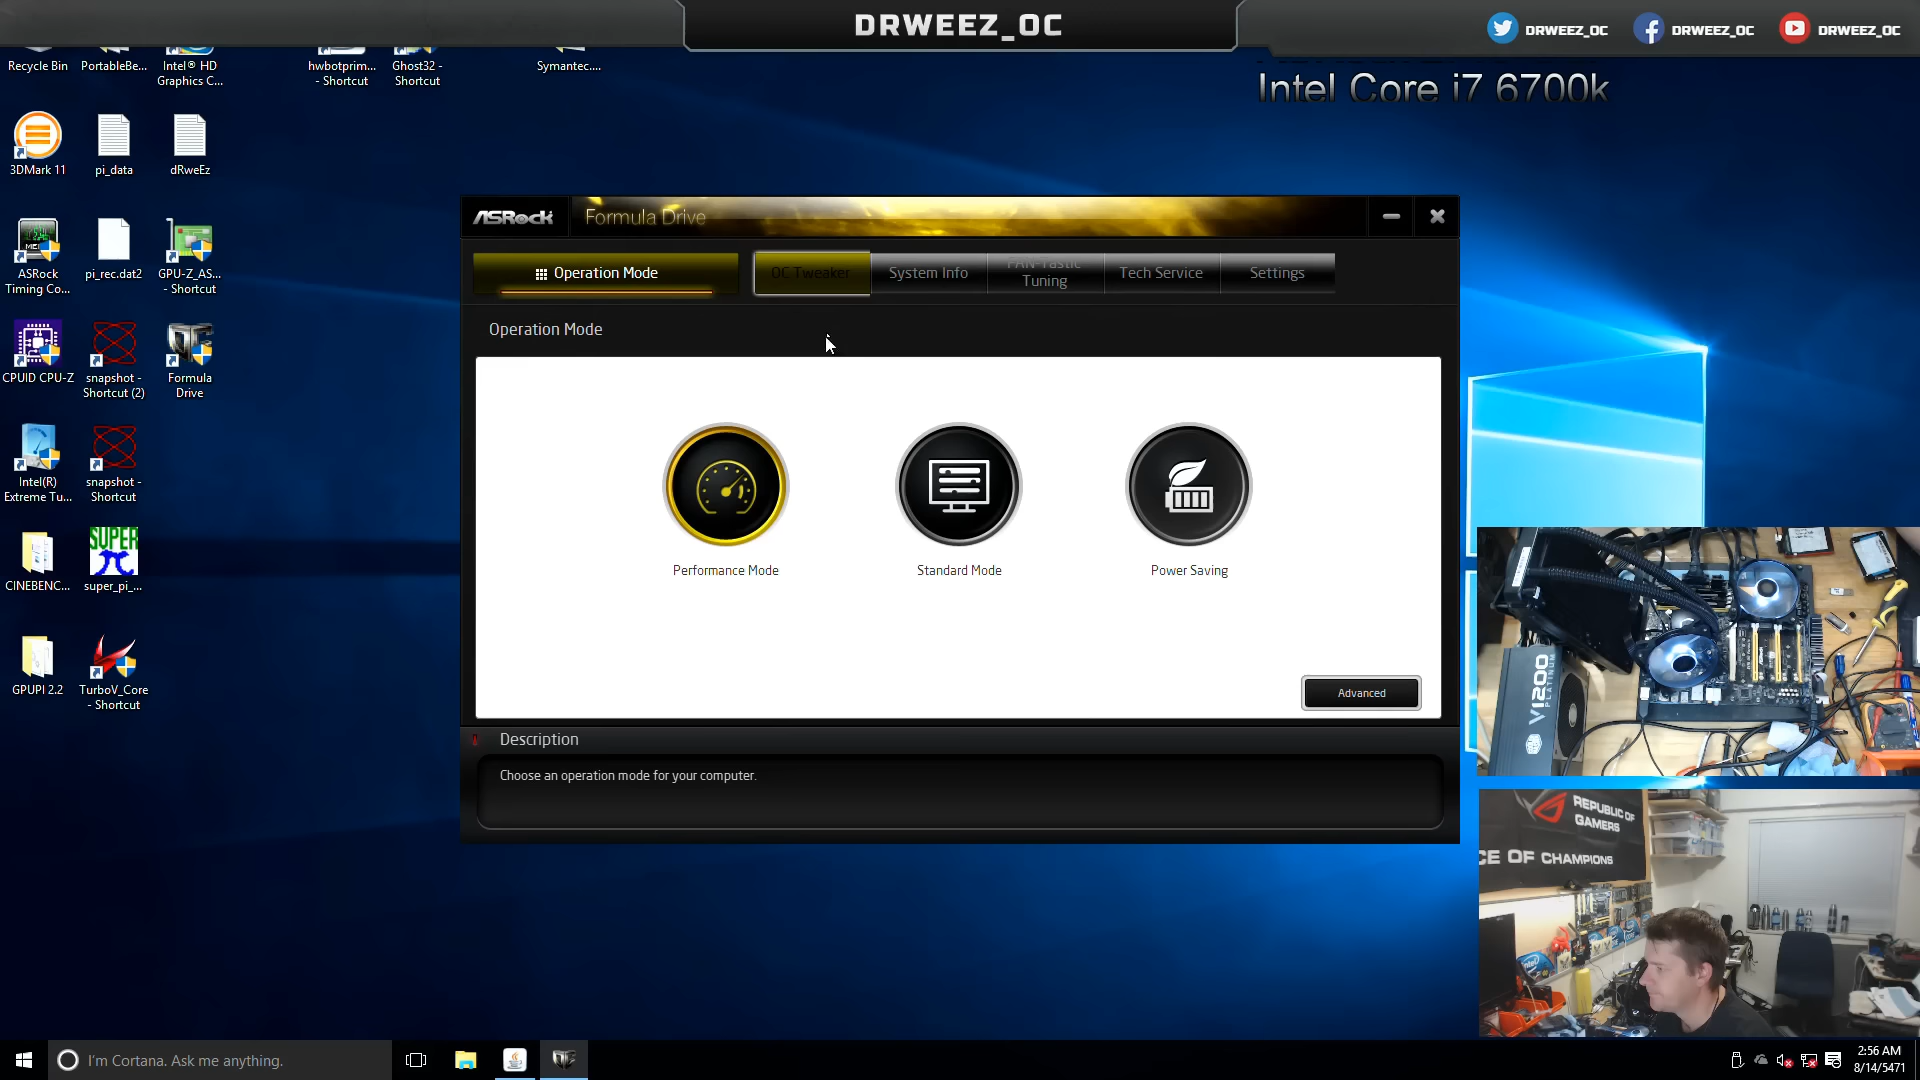 DRWEEZ_OC
DRWEEZ_OC
DRWEEZ_OC
DRWEEZ_OC
Intel Core i7 6700k
Recycle Bin
PortableBe...
Intel® HD
Graphics C...
hwbotprim...
- Shortcut
Ghost32 -
Shortcut
Symantec....
3DMark 11
pi_data
dRweEz
ASRock
Timing Co...
pi_rec.dat2
GPU-Z_AS...
- Shortcut
CPUID CPU-Z
snapshot -
Shortcut (2)
Formula
Drive
Intel(R)
Extreme Tu...
snapshot -
Shortcut
CINEBENC...
SUPER
super_pi_...
GPUPI 2.2
TurboV_Core
- Shortcut
ASRock
Formula Drive
Operation Mode
OC Tweaker
System Info
FAN-Tastic
Tuning
Tech Service
Settings
Operation Mode
Performance Mode
Standard Mode
Power Saving
Advanced
Description
Choose an operation mode for your computer.
V1200
PLATINUM
REPUBLIC OF
GAMERS
CE OF CHAMPIONS
I'm Cortana. Ask me anything.
2:56 AM
8/14/5471